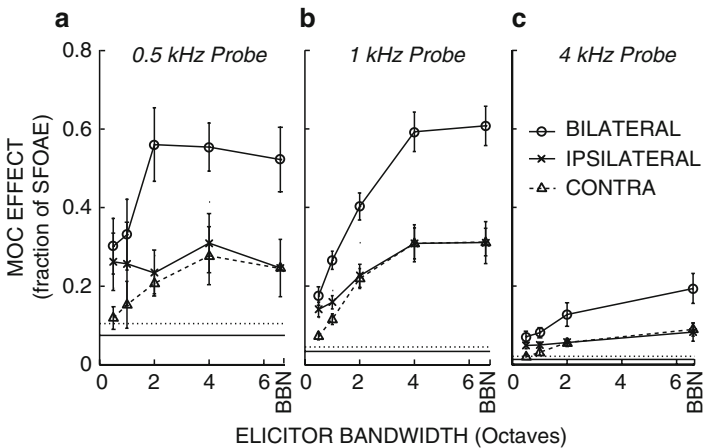 a
b
c
0.5 kHz Probe
1 kHz Probe
4 kHz Probe
0.8
0.6
0.4
0.2
0
MOC EFFECT
(fraction of SFOAE)
BILATERAL
IPSILATERAL
CONTRA
0 2 4 6 BBN
0 2 4 6 BBN
0 2 4 6 BBN
ELICITOR BANDWIDTH (Octaves)